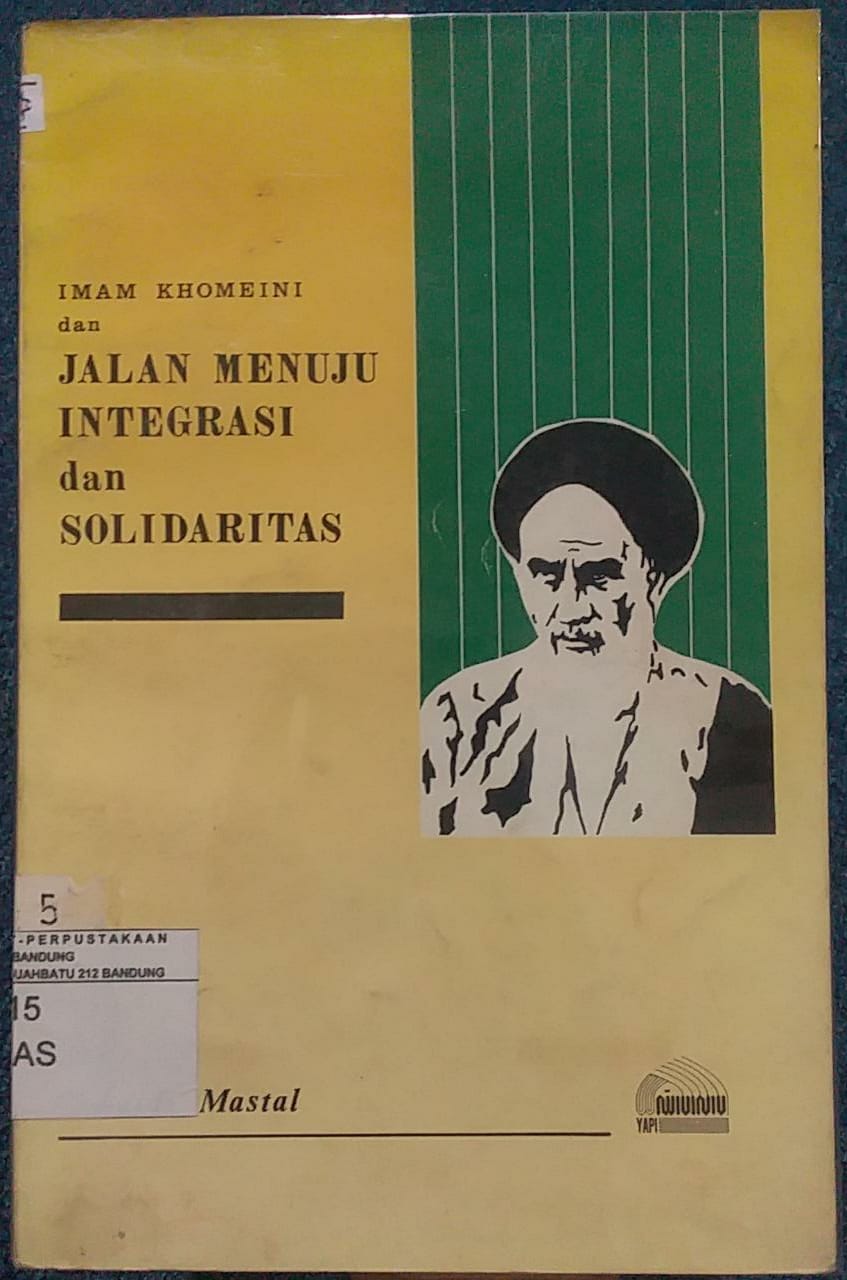 IMAM KHOMEINI
dan
JALAN MENUJU
INTEGRASI
dan
SOLIDARITAS
5
-PERPUSTAKAAN
BANDUNG
UAHBATU 212 BANDUNG
15
AS
Mastal
YAPI